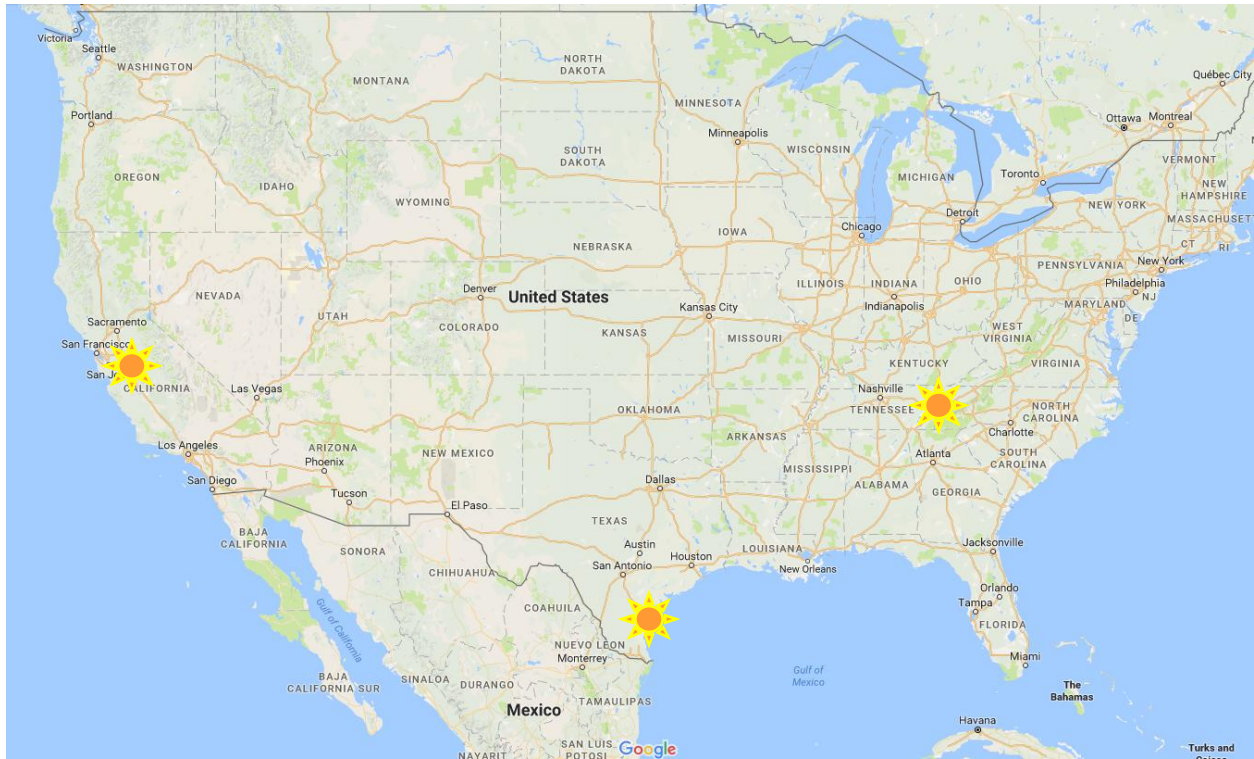 Victoria
Seattle
WASHINGTON
MONTANA
NORTH
DAKOTA
Québec City
MINNESOTA
Portland
Ottawa
Montreal
Minneapolis
SOUTH
DAKOTA
WISCONSIN
VERMONT
OREGON
IDAHO
MICHIGAN
Toronto
NEW
HAMPSHIRE
WYOMING
NEW YORK
Detroit
MASSACHUSET
Chicago
IOWA
NEBRASKA
CT
RI
New York
PENNSYLVANIA
NEVADA
Denver
United States
ILLINOIS
INDIANA
OHIO
Philadelphia
NJ
Indianapolis
MARYLAND
Kansas City
UTAH
DE
Sacramento
COLORADO
KANSAS
MISSOURI
WEST
VIRGINIA
San Francisco
KENTUCKY
VIRGINIA
San J
CALIFORNIA
Las Vegas
Nashville
OKLAHOMA
TENNESSEE
NORTH
CAROLINA
Charlotte
ARKANSAS
Los Angeles
ARIZONA
NEW MEXICO
Phoenix
Atlanta
SOUTH
CAROLINA
MISSISSIPPI
San Diego
Dallas
ALABAMA
GEORGIA
Tucson
El Paso
TEXAS
BAJA
CALIFORNIA
SONORA
Austin
Houston
LOUISIANA
Jacksonville
San Antonio
New Orleans
CHIHUAHUA
Orlando
Gulf of California
COAHUILA
Tampa
FLORIDA
NUEVO LEON
Monterrey
Miami
BAJA
CALIFORNIA SUR
SINALOA
DURANGO
Gulf of
Mexico
The
Bahamas
TAMAULIPAS
Mexico
Havana
SAN LUIS
POTOSI
Google
NAYARIT
Turks and